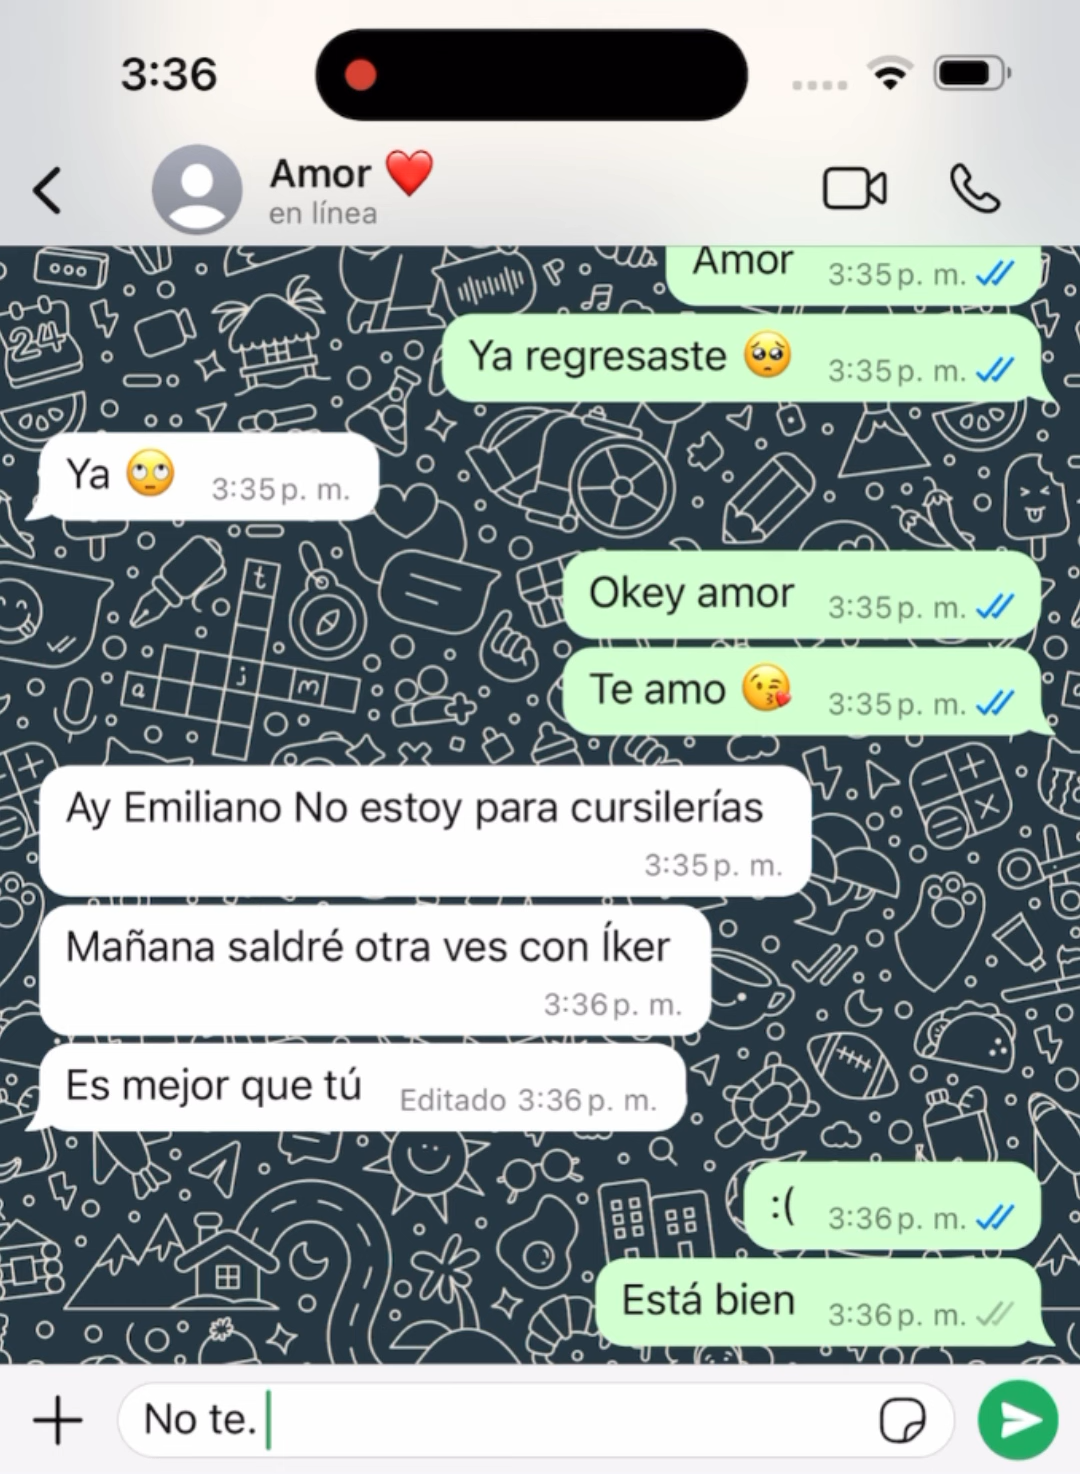 3:36
Amor ❤️
en línea
Amor 3:35 p. m.
Ya regresaste 🥺 3:35 p. m.
Ya 🙄 3:35 p. m.
Okey amor 3:35 p. m.
Te amo 😘 3:35 p. m.
Ay Emiliano No estoy para cursilerías
3:35 p. m.
Mañana saldré otra ves con Íker
3:36 p. m.
Es mejor que tú Editado 3:36 p. m.
:( 3:36 p. m.
Está bien 3:36 p. m.
No te.